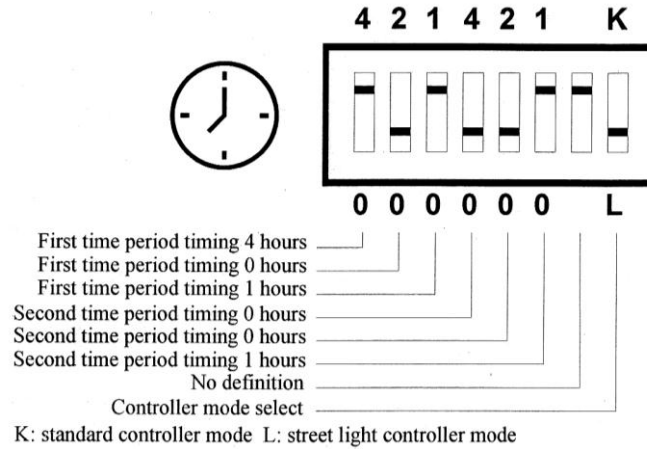 4 2 1 4 2 1 K
0 0 0 0 0 0 L
First time period timing 4 hours
First time period timing 0 hours
First time period timing 1 hours
Second time period timing 0 hours
Second time period timing 0 hours
Second time period timing 1 hours
No definition
Controller mode select
K: standard controller mode L: street light controller mode